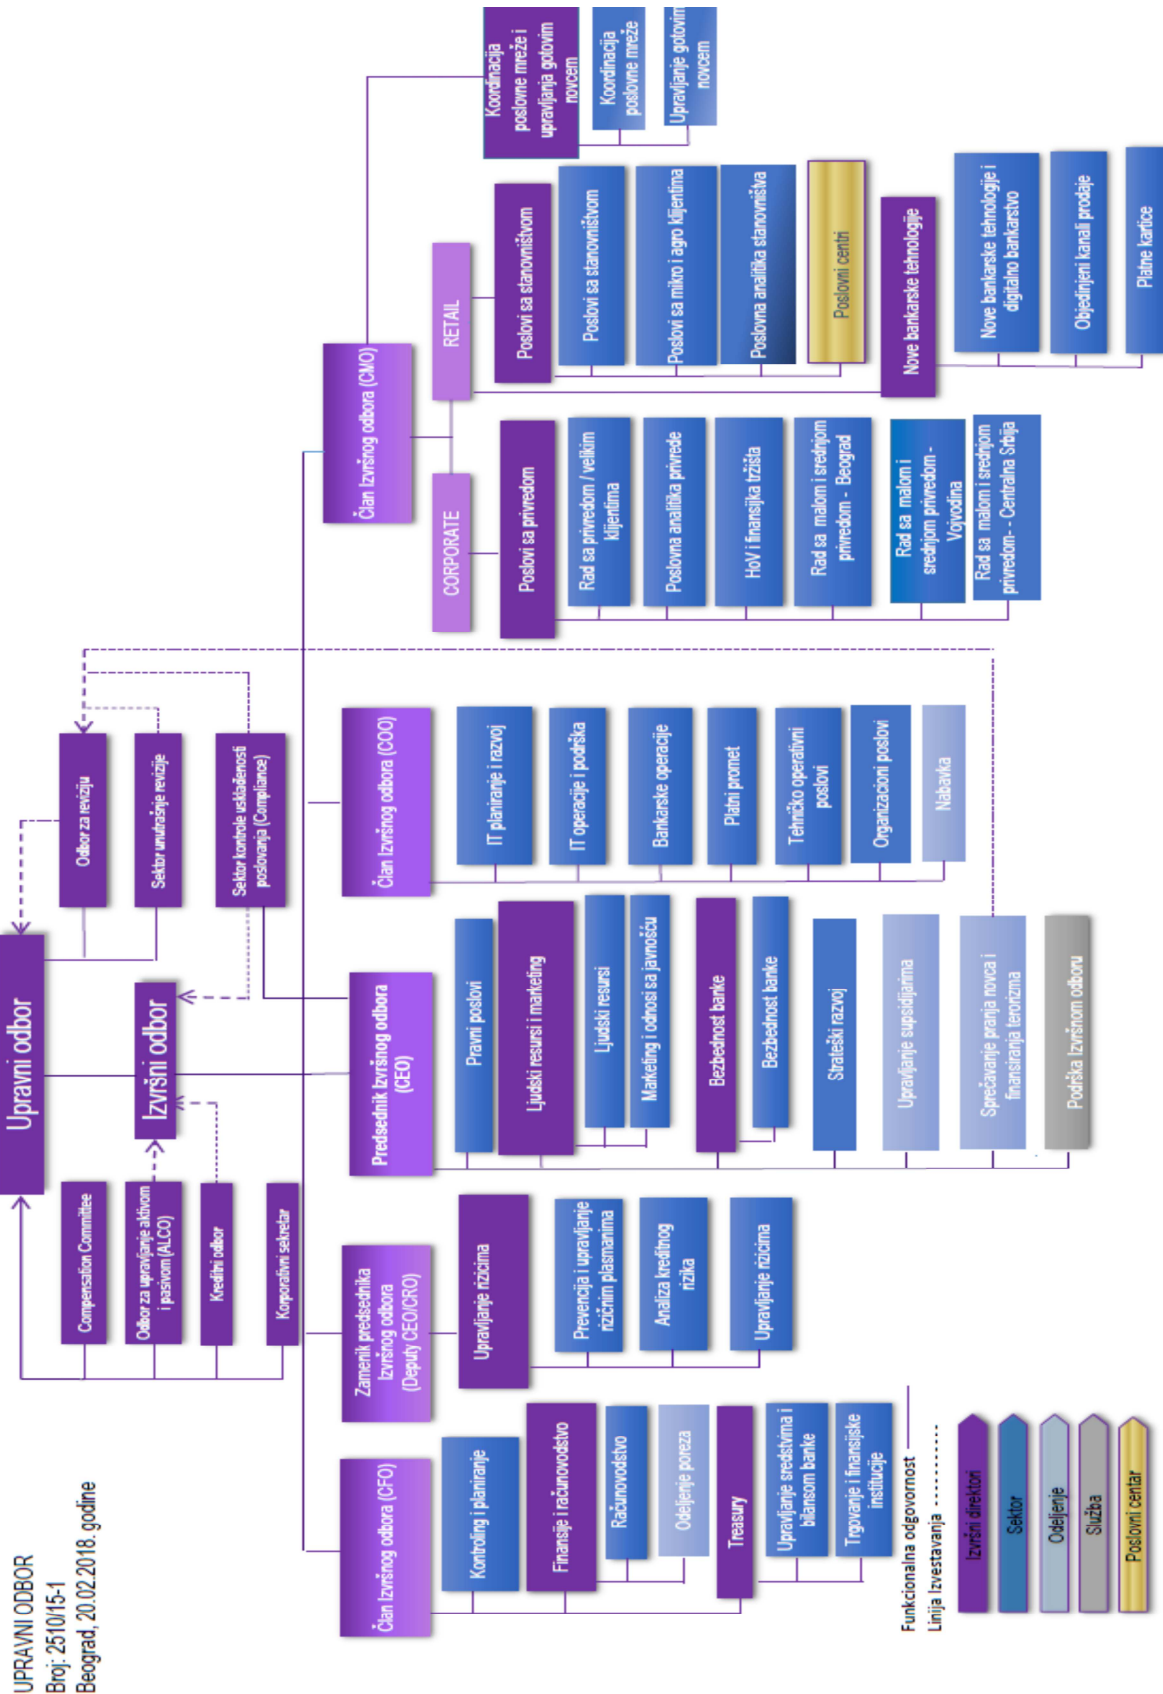 UPRAVNI ODBOR
Broj: 2510/15-1
Beograd, 20.02.2018. godine
Upravni odbor
Compensation Committee
Odbor za upravljanje aktivom
i pasivom (ALCO)
Kreditni odbor
Korporativni sekretar
Izvršni odbor
Odbor za reviziju
Sektor unutrašnje revizije
Sektor kontrole usklađenosti
poslovanja (Compliance)
Član Izvršnog odbora (CFO)
Kontroling i planiranje
Finansije i računovodstvo
Računovodstvo
Odeljenje poreza
Treasury
Upravljanje sredstvima i
bilansom banke
Trgovanje i finansijske
institucije
Zamenik predsednika
Izvršnog odbora
(Deputy CEO/CRO)
Upravljanje rizicima
Prevencija i upravljanje
rizičnim plasmanima
Analiza kreditnog
rizika
Upravljanje rizicima
Predsednik Izvršnog odbora
(CEO)
Pravni poslovi
Ljudski resursi i marketing
Ljudski resursi
Marketing i odnosi sa javnošću
Bezbednost banke
Bezbednost banke
Strateški razvoj
Upravljanje supsidijarima
Sprečavanje pranja novca i
finansiranja terorizma
Podrška Izvršnom odboru
Član Izvršnog odbora (COO)
IT planiranje i razvoj
IT operacije i podrška
Bankarske operacije
Platni promet
Tehničko operativni
poslovi
Organizacioni poslovi
Nabavka
Član Izvršnog odbora (CMO)
CORPORATE
Poslovi sa privredom
Rad sa privredom / velikim
klijentima
Poslovna analitika privrede
HoV i finansijka tržišta
Rad sa malom i srednjom
privredom - Beograd
Rad sa malom i
srednjom privredom -
Vojvodina
Rad sa malom i srednjom
privredom- - Centralna Srbija
RETAIL
Poslovi sa stanovništvom
Poslovi sa stanovništvom
Poslovi sa mikro i agro klijentima
Poslovna analitika stanovništva
Poslovni centri
Nove bankarske tehnologije
Nove bankarske tehnologije i
digitalno bankarstvo
Objedinjeni kanali prodaje
Platne kartice
Koordinacija
poslovne mreže i
upravljanja gotovim
novcem
Koordinacija
poslovne mreže
Upravljanje gotovim
novcem
Funkcionalna odgovornost
Linija Izvestavanja
Izvršni direktori
Sektor
Odeljenje
Služba
Poslovni centar